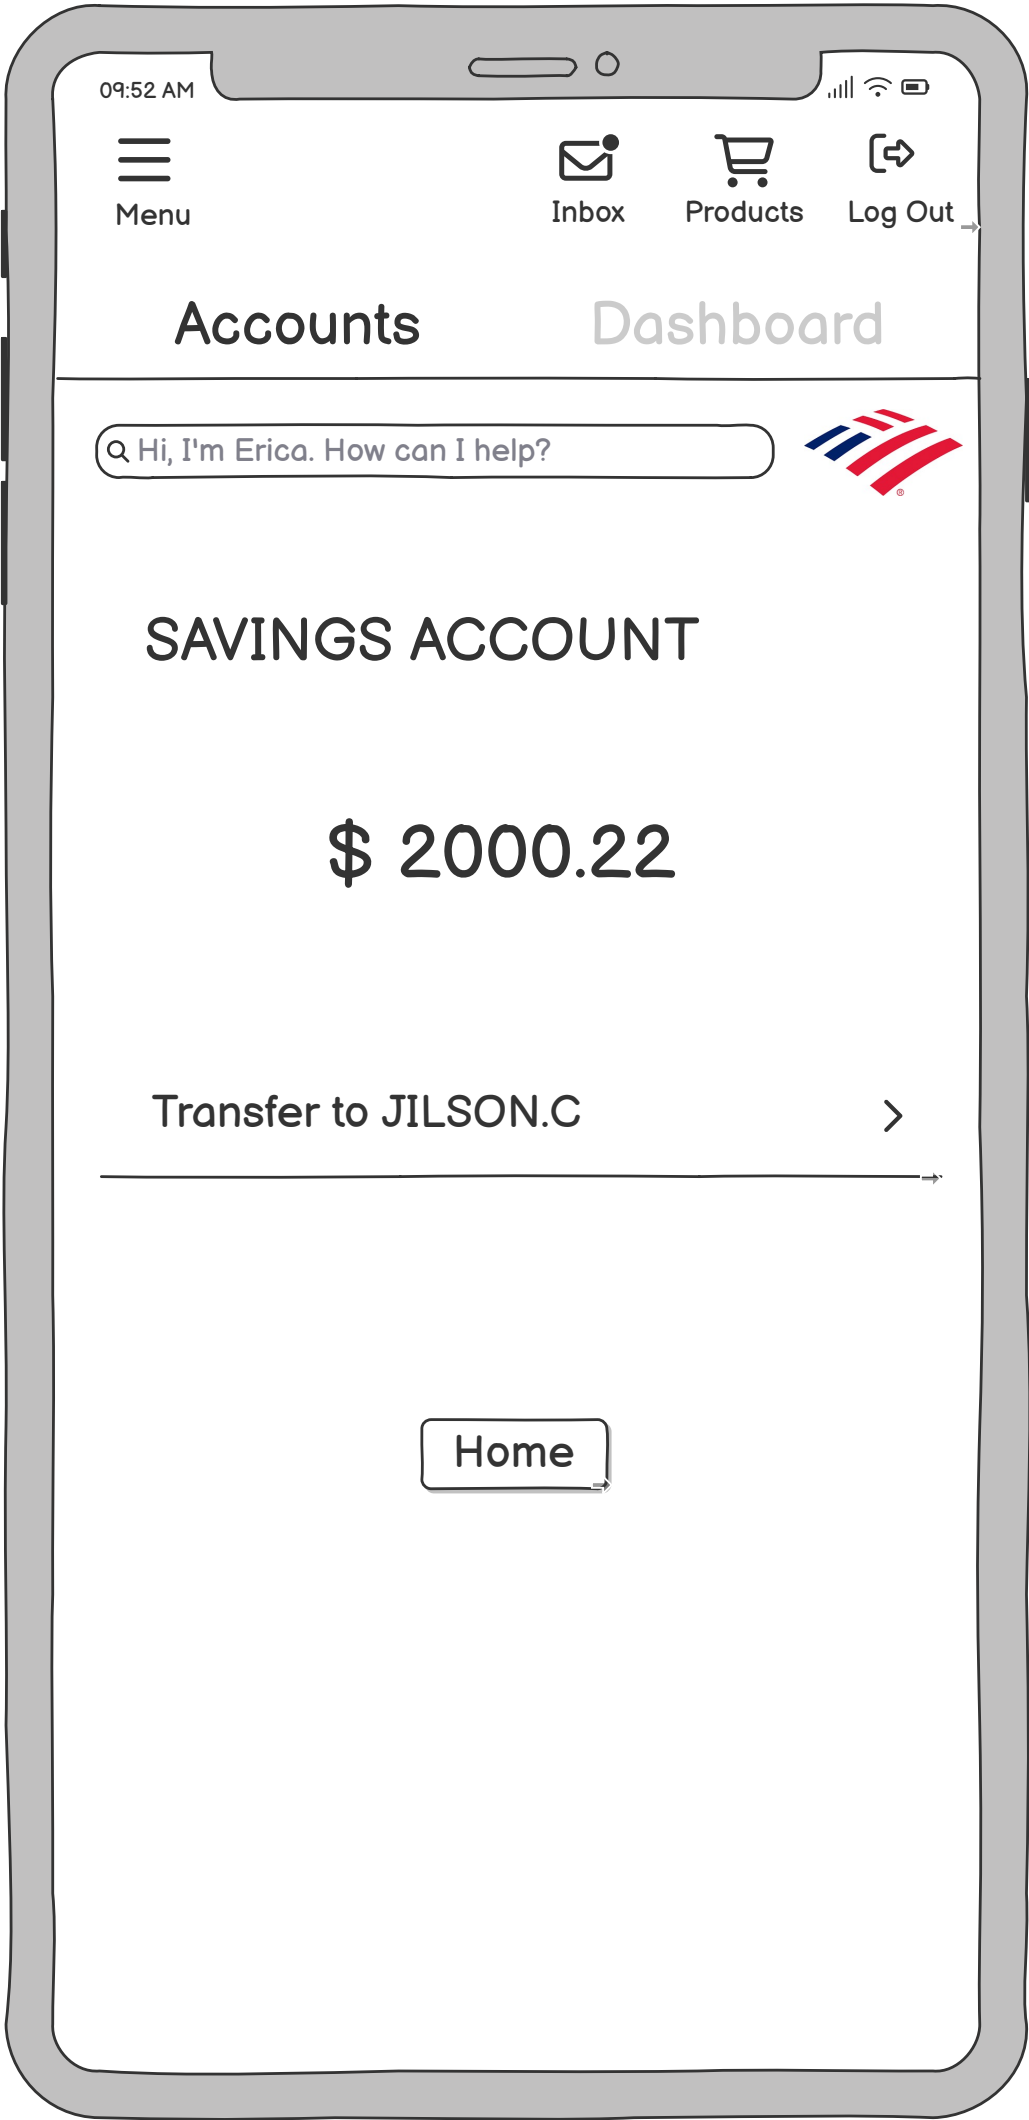 09:52 AM
Menu
Inbox
Products
Log Out
Accounts
Dashboard
Hi, I'm Erica. How can I help?
®
SAVINGS ACCOUNT
$ 2000.22
Transfer to JILSON.C
Home